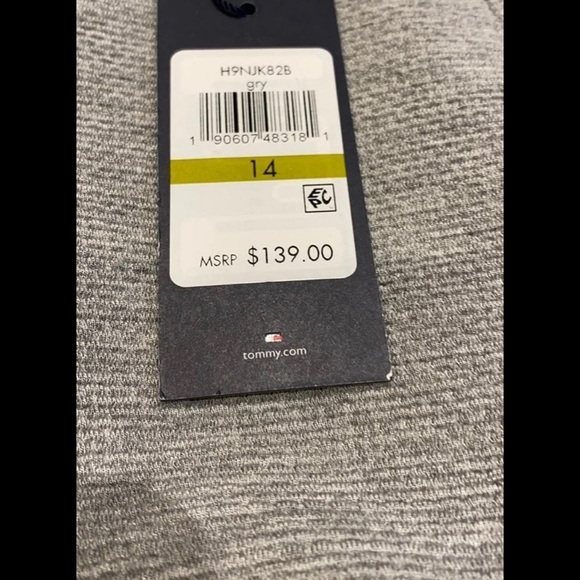 H9NJK82B
gry
1 90607 48318 1
14
EPC
MSRP $139.00
tommy.com